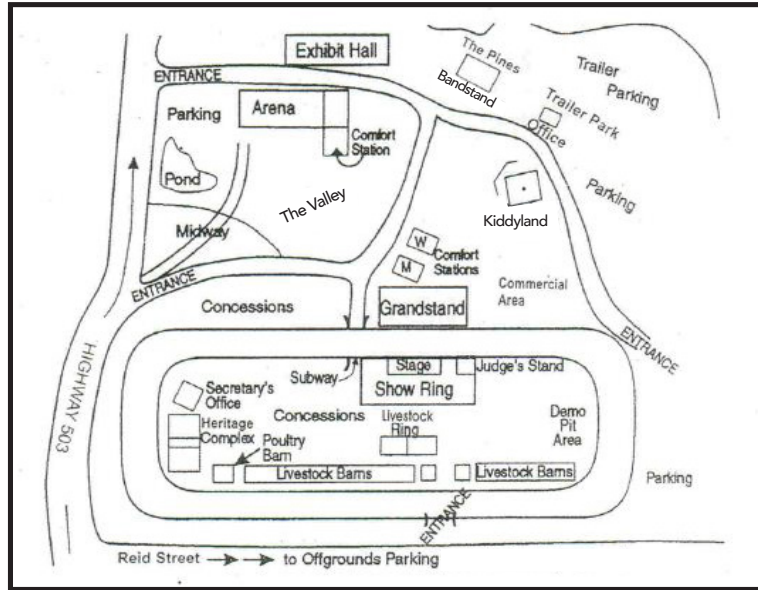 Exhibit Hall
The Pines
Bandstand
Trailer
Parking
ENTRANCE
Parking
Arena
Trailer Park
Office
Comfort
Station
Pond
The Valley
Parking
Kiddyland
Midway
W
M
Comfort
Stations
ENTRANCE
Commercial
Area
Concessions
Grandstand
ENTRANCE
HIGHWAY 503
Subway
Stage
Judge's Stand
Show Ring
Secretary's
Office
Concessions
Livestock
Ring
Demo
Pit
Area
Heritage
Complex
Poultry
Barn
Livestock Barns
Livestock Barns
Parking
ENTRANCE
Reid Street → → to Offgrounds Parking